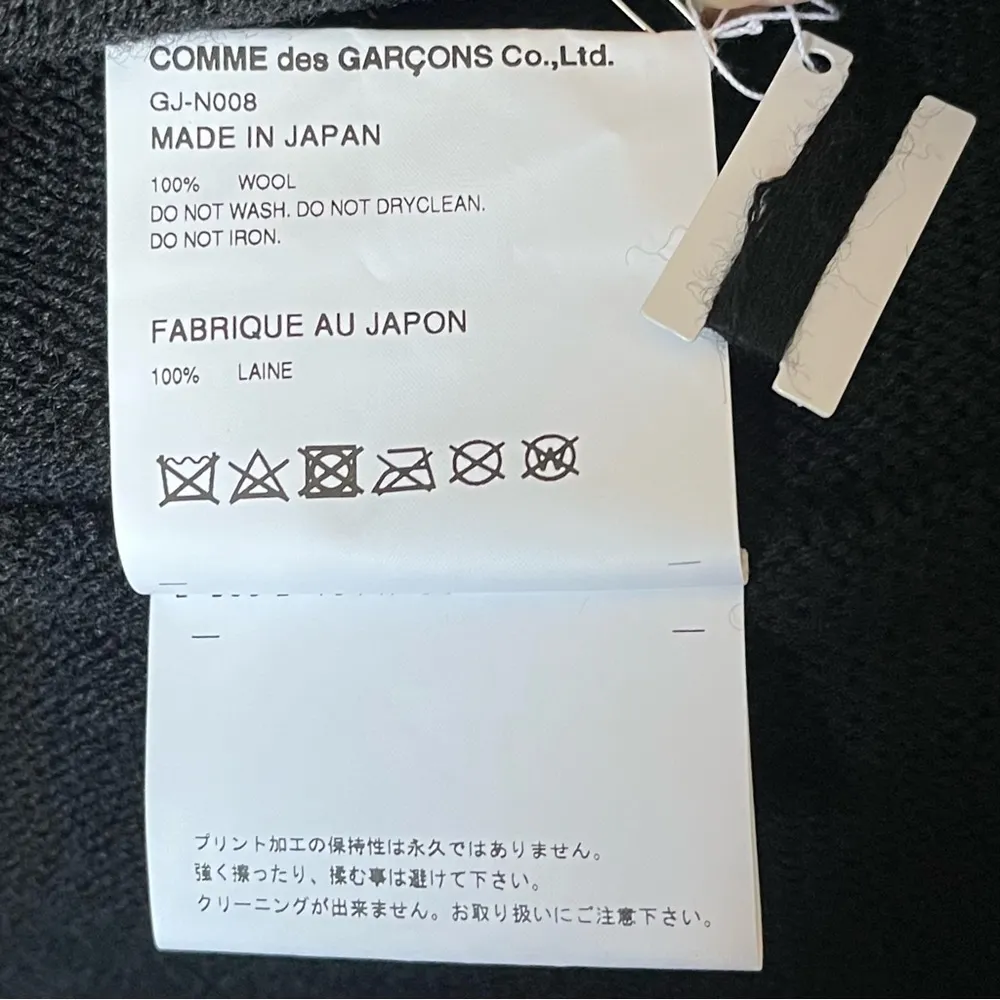 COMME des GARÇONS Co.,Ltd.
GJ-N008
MADE IN JAPAN
100% WOOL
DO NOT WASH. DO NOT DRYCLEAN.
DO NOT IRON.
FABRIQUE AU JAPON
100% LAINE
W
プリント加工の保持性は永久ではありません。
強く擦ったり、揉む事は避けて下さい。
クリーニングが出来ません。お取り扱いにご注意下さい。